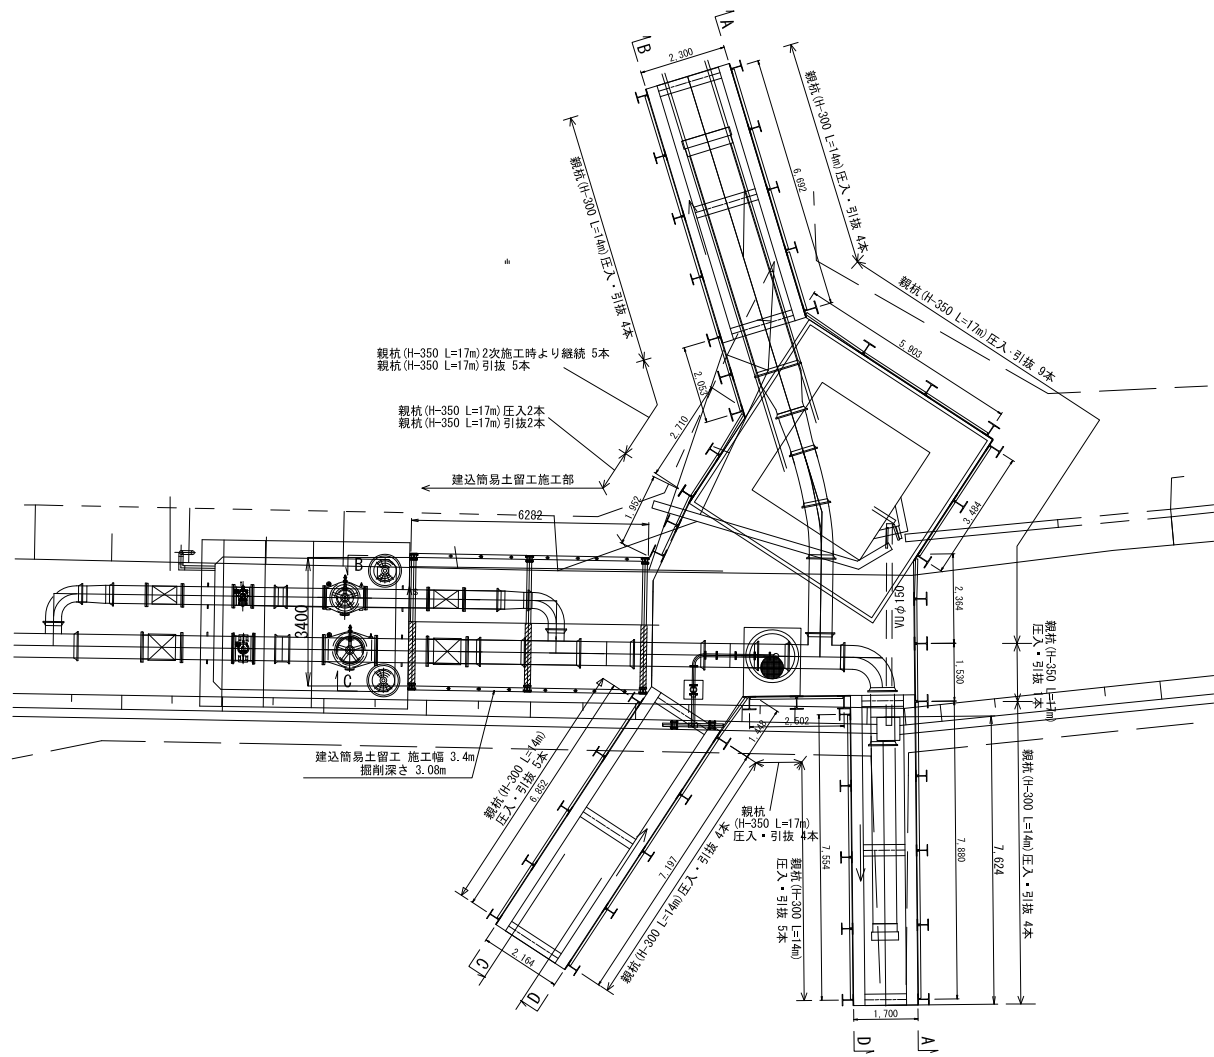 A
B
2,300
親杭(H-300 L=14m)圧入・引抜 4本
6,692
親杭(H-300 L=14m)圧入・引抜 4本
親杭(H-350 L=17m)圧入・引抜 9本
5,903
親杭(H-350 L=17m)2次施工時より継続 5本
親杭(H-350 L=17m)引抜 5本
2,053
親杭(H-350 L=17m)圧入2本
親杭(H-350 L=17m)引抜2本
2,710
建込簡易土留工施工部
1,952
3,484
6282
B
3400
As
C
VUφ150
2,364
1,530
親杭(H-350 L=17m)
圧入・引抜 1本
2,502
1,448
建込簡易土留工 施工幅 3.4m
掘削深さ 3.08m
親杭(H-300 L=14m)
圧入・引抜 5本
6,852
7,197
親杭(H-300 L=14m)圧入・引抜 4本
親杭
(H-350 L=17m)
圧入・引抜 4本
親杭(H-300 L=14m)
圧入・引抜 5本
7,554
7,880
7,624
親杭(H-300 L=14m)圧入・引抜 4本
2,164
C
D
1,700
D
A